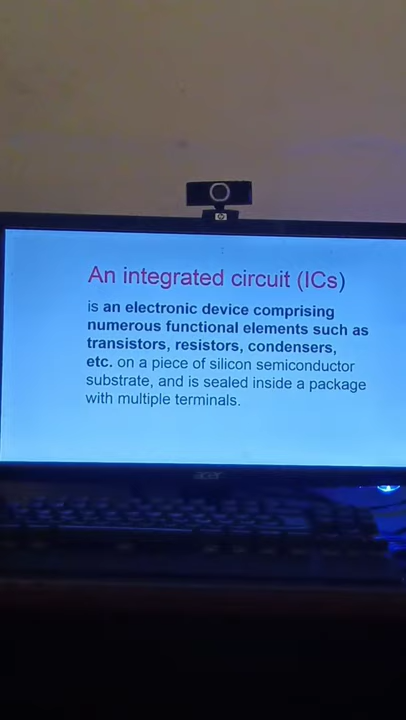 hp
An integrated circuit (ICs)
is an electronic device comprising
numerous functional elements such as
transistors, resistors, condensers,
etc. on a piece of silicon semiconductor
substrate, and is sealed inside a package
with multiple terminals.
acer